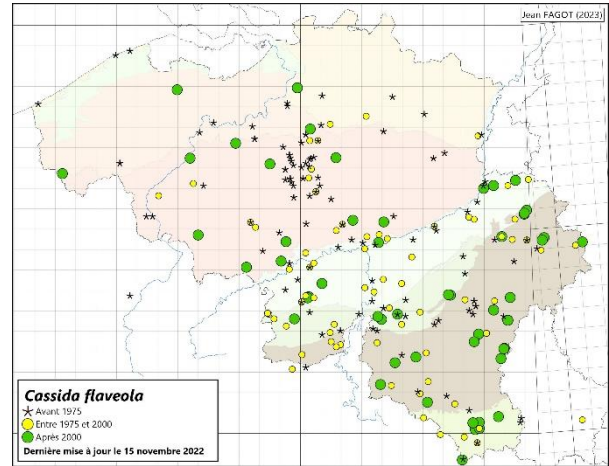 Jean FAGOT (2023)
Cassida flaveola
Avant 1975
Entre 1975 et 2000
Après 2000
Dernière mise à jour le 15 novembre 2022